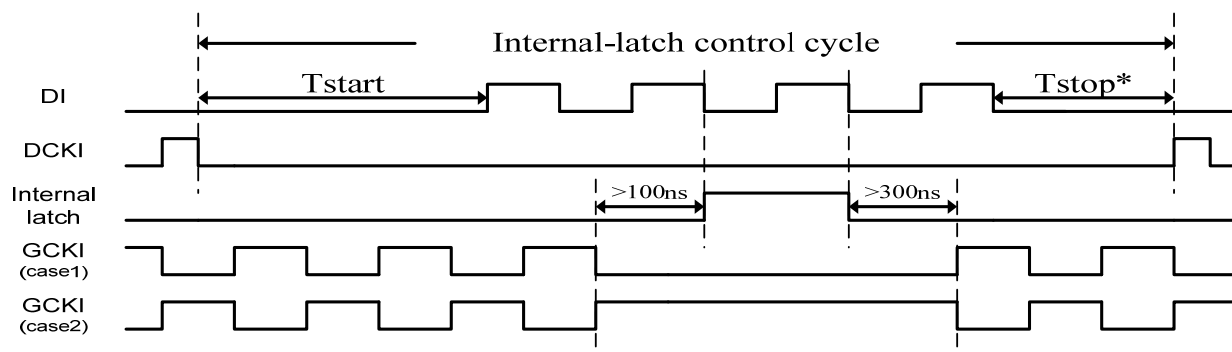 Internal-latch control cycle
DI
Tstart
Tstop*
DCKI
Internal
latch
>100ns
>300ns
GCKI
(case1)
GCKI
(case2)